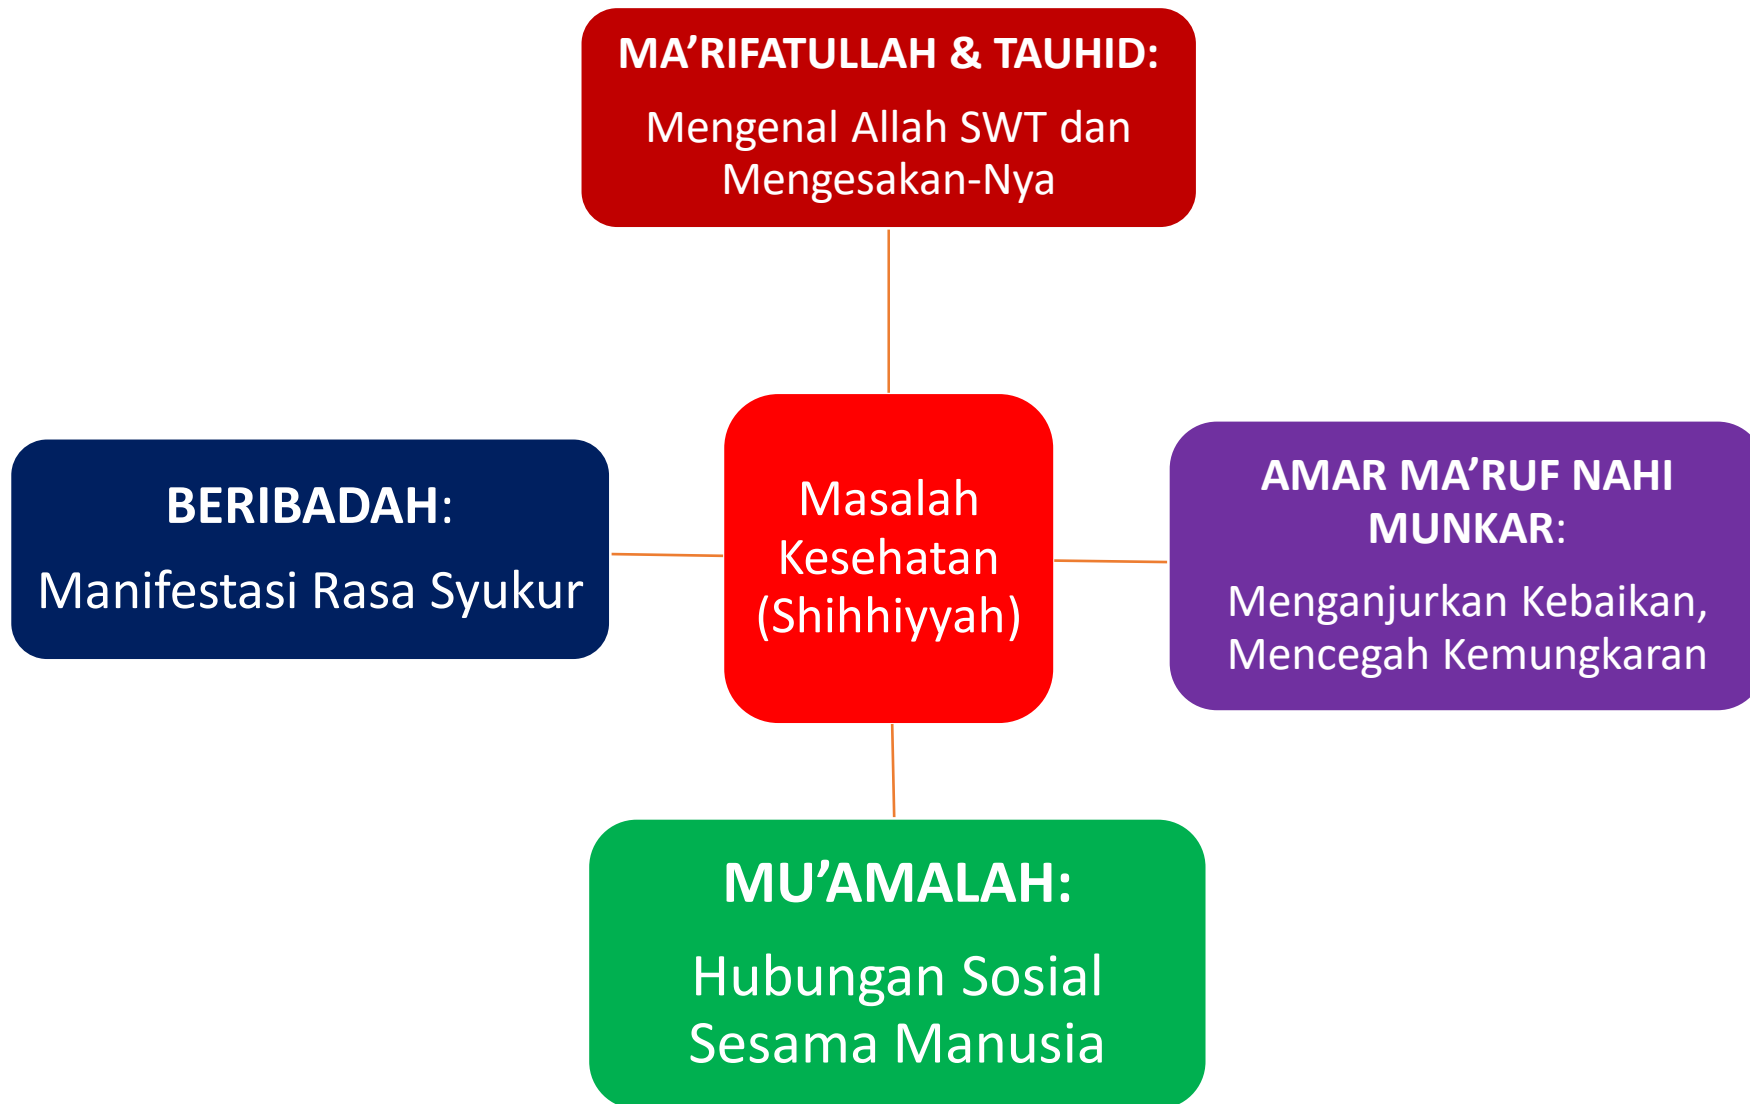 MA’RIFATULLAH & TAUHID:
Mengenal Allah SWT dan
Mengesakan-Nya
BERIBADAH:
Manifestasi Rasa Syukur
Masalah
Kesehatan
(Shihhiyyah)
AMAR MA’RUF NAHI
MUNKAR:
Menganjurkan Kebaikan,
Mencegah Kemungkaran
MU’AMALAH:
Hubungan Sosial
Sesama Manusia